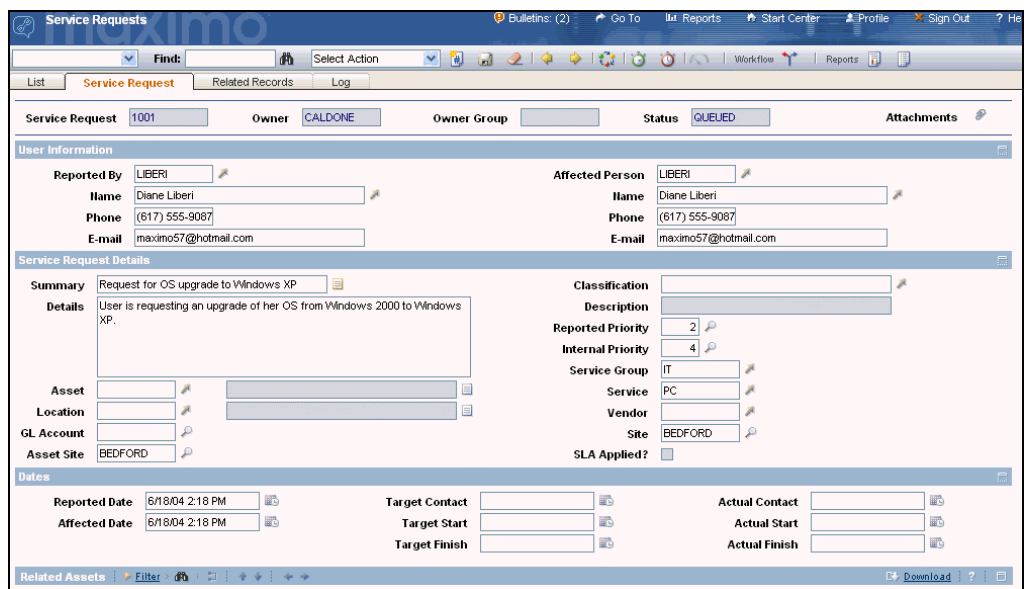 maximo
Service Requests Bulletins: (2) Go To Reports Start Center Profile Sign Out ? He
Find: Select Action Workflow Reports
List Service Request Related Records Log
Service Request 1001 Owner CALDONE Owner Group Status QUEUED Attachments
User Information
Reported By LIBERI Affected Person LIBERI
Name Diane Liberi Name Diane Liberi
Phone (617) 555-9087 Phone (617) 555-9087
E-mail maximo57@hotmail.com E-mail maximo57@hotmail.com
Service Request Details
Summary Request for OS upgrade to Windows XP Classification
Details User is requesting an upgrade of her OS from Windows 2000 to Windows Description
XP. Reported Priority 2
Internal Priority 4
Service Group IT
Asset Service PC
Location Vendor
GL Account Site BEDFORD
Asset Site BEDFORD SLA Applied?
Dates
Reported Date 6/18/04 2:18 PM Target Contact Actual Contact
Affected Date 6/18/04 2:18 PM Target Start Actual Start
Target Finish Actual Finish
Related Assets Filter Download ?